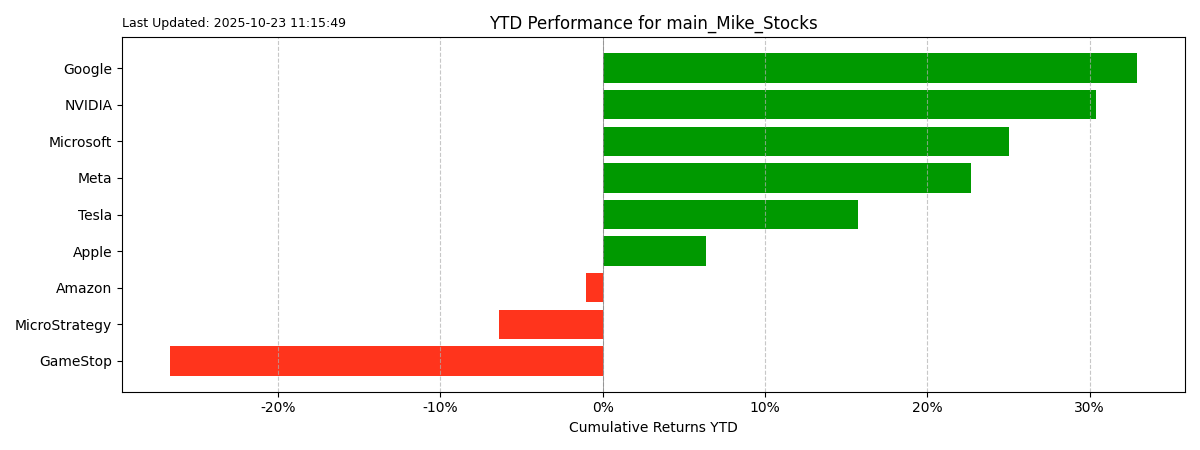 Last Updated: 2025-10-23 11:15:49
YTD Performance for main_Mike_Stocks
Google
NVIDIA
Microsoft
Meta
Tesla
Apple
Amazon
MicroStrategy
GameStop
-20% -10% 0% 10% 20% 30%
Cumulative Returns YTD